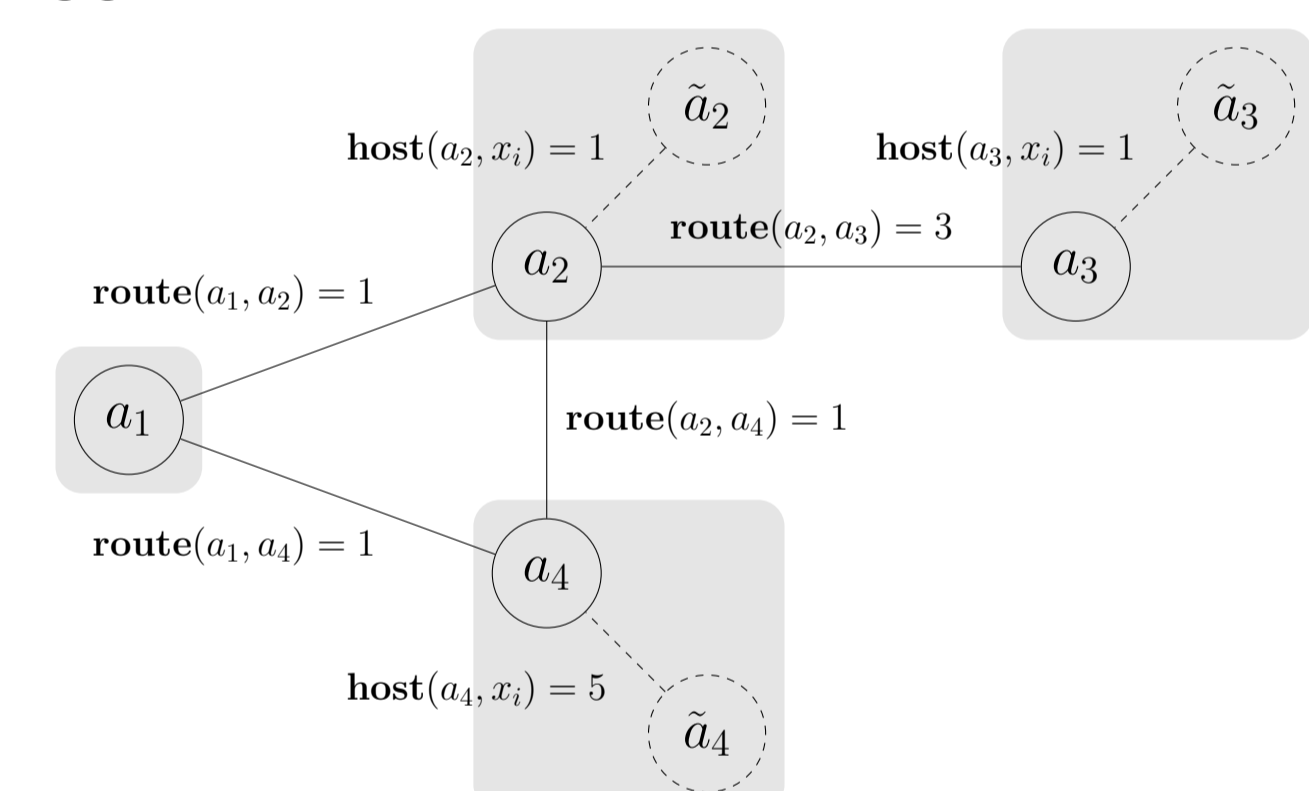 ã₂
ã₃
host(a₂, xᵢ) = 1
host(a₃, xᵢ) = 1
route(a₂, a₃) = 3
a₂
a₃
route(a₁, a₂) = 1
a₁
route(a₂, a₄) = 1
route(a₁, a₄) = 1
a₄
host(a₄, xᵢ) = 5
ã₄